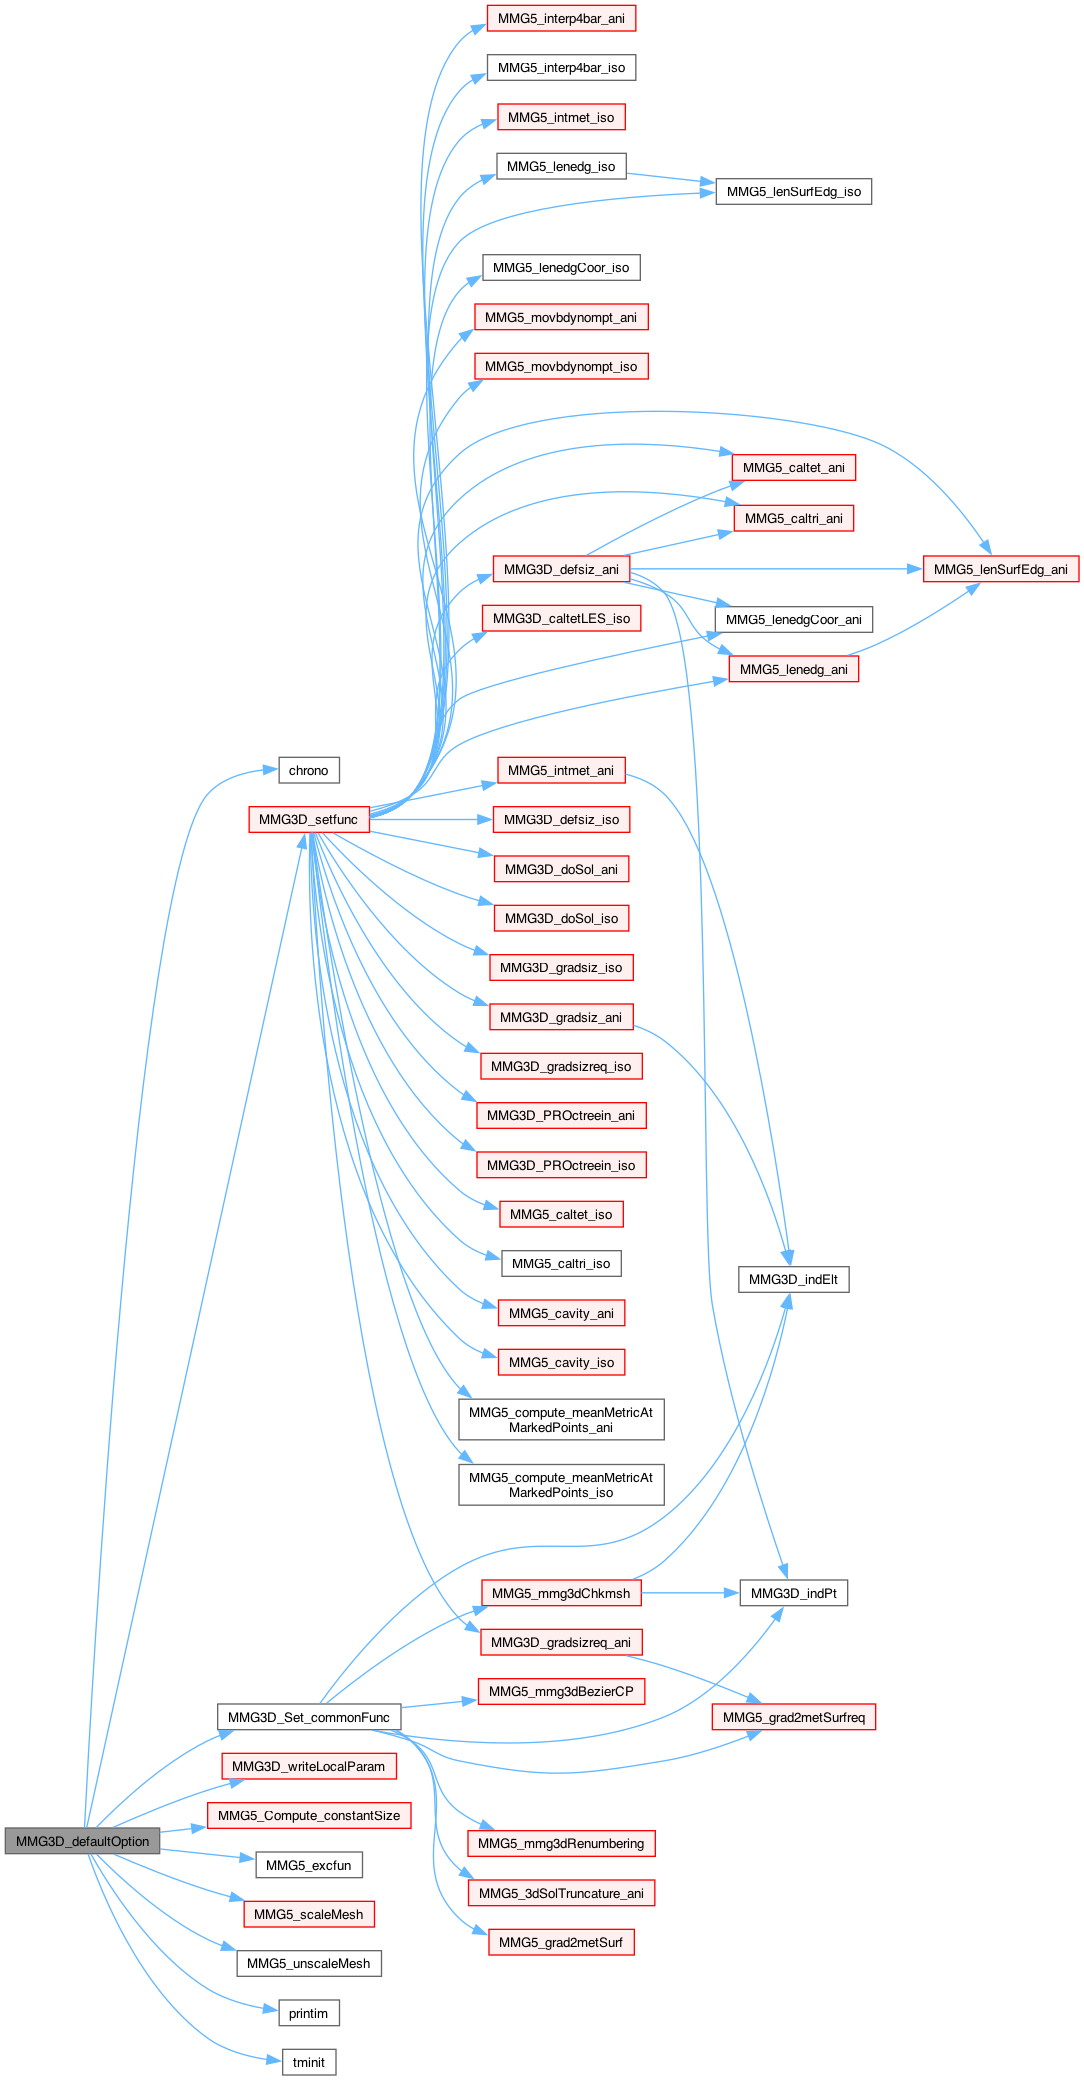 MMG5_interp4bar_ani
MMG5_interp4bar_iso
MMG5_intmet_iso
MMG5_lenedg_iso
MMG5_lenSurfEdg_iso
MMG5_lenedgCoor_iso
MMG5_movbdynompt_ani
MMG5_movbdynompt_iso
MMG5_caltet_ani
MMG5_caltri_ani
MMG3D_defsiz_ani
MMG5_lenSurfEdg_ani
MMG3D_caltetLES_iso
MMG5_lenedgCoor_ani
MMG5_lenedg_ani
chrono
MMG5_intmet_ani
MMG3D_setfunc
MMG3D_defsiz_iso
MMG3D_doSol_ani
MMG3D_doSol_iso
MMG3D_gradsiz_iso
MMG3D_gradsiz_ani
MMG3D_gradsizreq_iso
MMG3D_PROctreein_ani
MMG3D_PROctreein_iso
MMG5_caltet_iso
MMG5_caltri_iso
MMG3D_indElt
MMG5_cavity_ani
MMG5_cavity_iso
MMG5_compute_meanMetricAt
MarkedPoints_ani
MMG5_compute_meanMetricAt
MarkedPoints_iso
MMG5_mmg3dChkmsh
MMG3D_indPt
MMG3D_gradsizreq_ani
MMG5_mmg3dBezierCP
MMG3D_Set_commonFunc
MMG5_grad2metSurfreq
MMG3D_writeLocalParam
MMG5_Compute_constantSize
MMG3D_defaultOption
MMG5_mmg3dRenumbering
MMG5_excfun
MMG5_3dSolTruncature_ani
MMG5_scaleMesh
MMG5_grad2metSurf
MMG5_unscaleMesh
printim
tminit